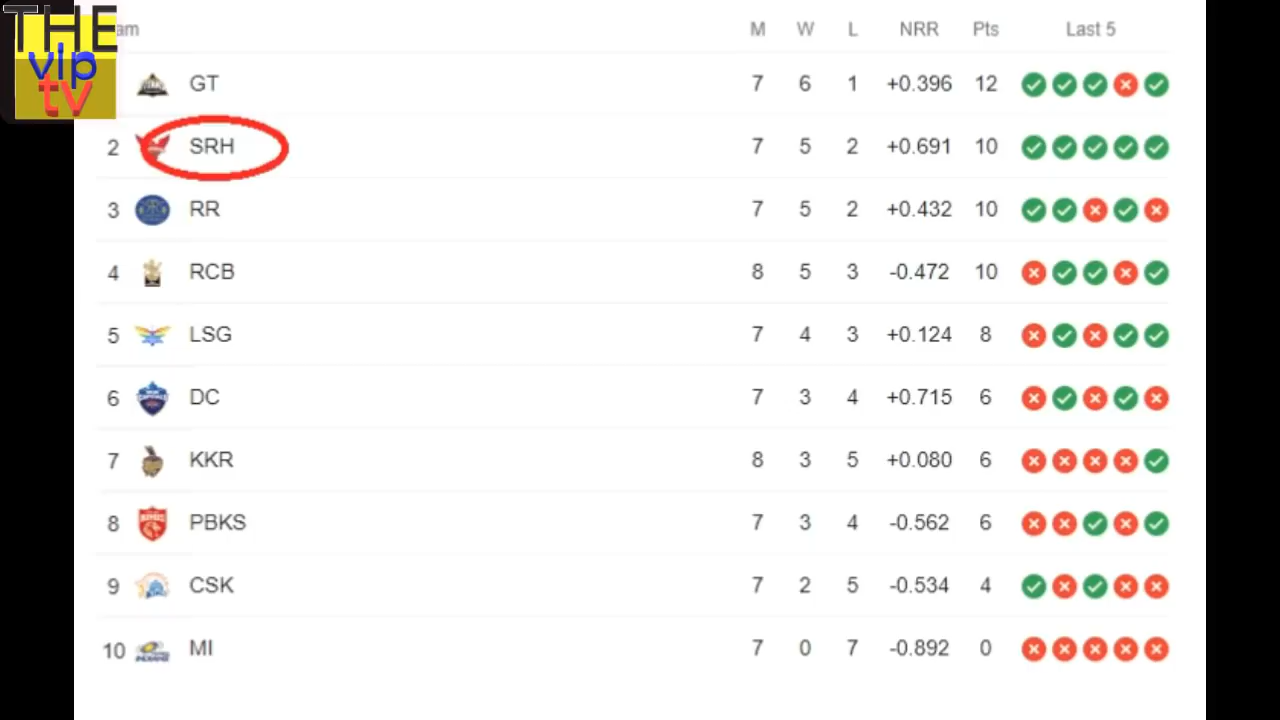 THE
vip
tv
am M W L NRR Pts Last 5
GT 7 6 1 +0.396 12
2 SRH 7 5 2 +0.691 10
3 RR 7 5 2 +0.432 10
4 RCB 8 5 3 -0.472 10
5 LSG 7 4 3 +0.124 8
6 DC 7 3 4 +0.715 6
7 KKR 8 3 5 +0.080 6
8 PBKS 7 3 4 -0.562 6
9 CSK 7 2 5 -0.534 4
10 MI 7 0 7 -0.892 0